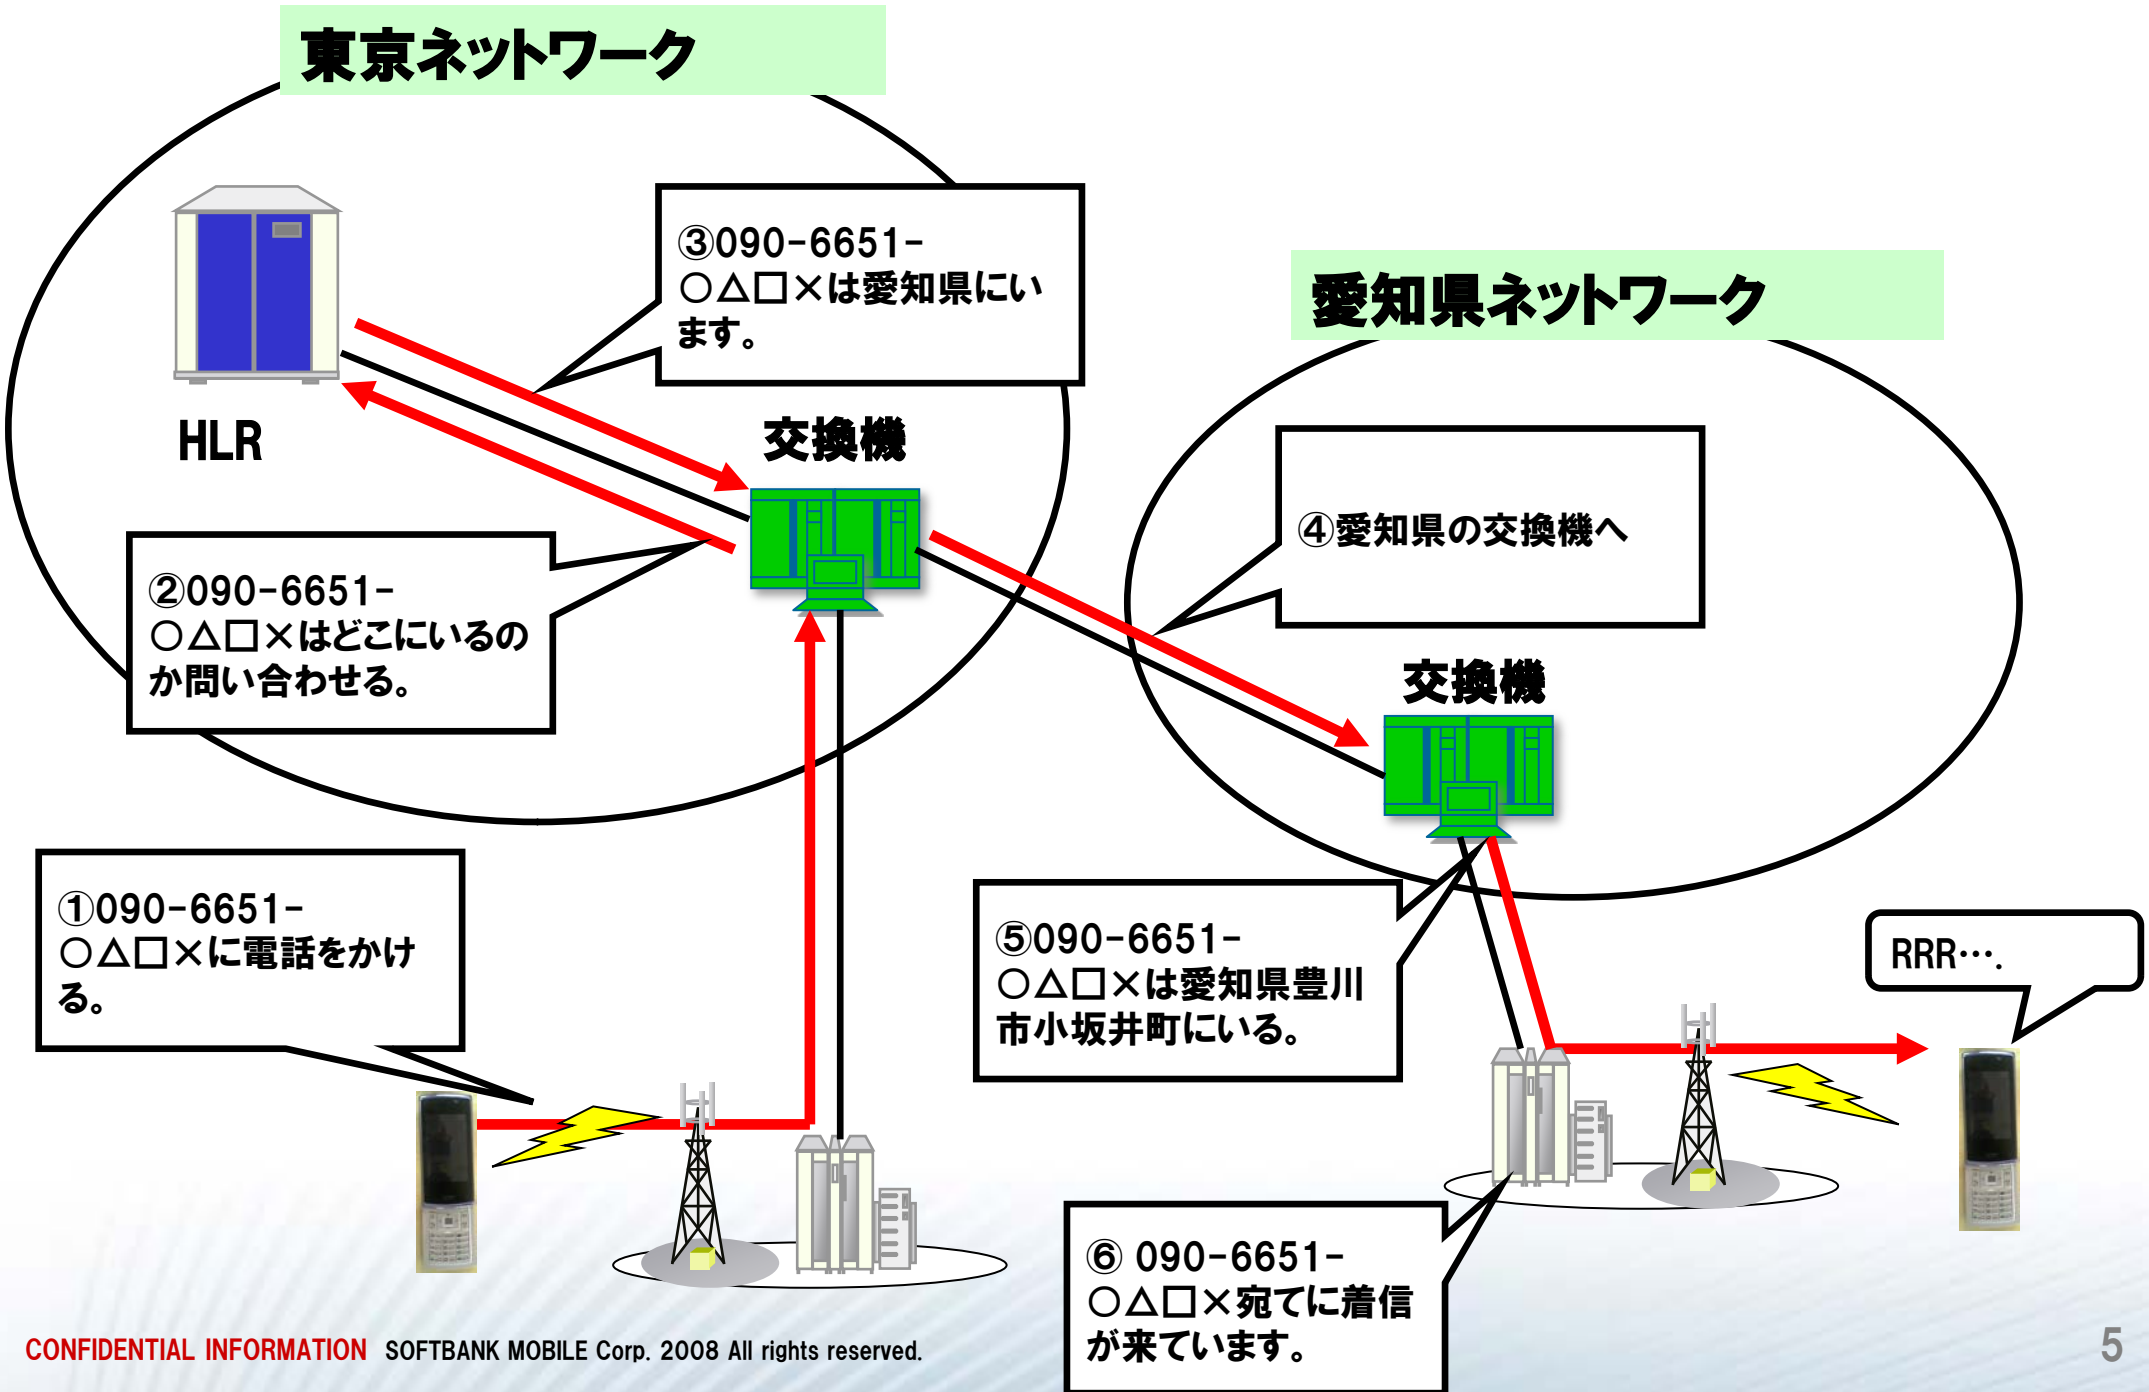 東京ネットワーク
③090-6651-
○△□×は愛知県にい
ます。
愛知県ネットワーク
HLR
交換機
④愛知県の交換機へ
②090-6651-
○△□×はどこにいるの
か問い合わせる。
交換機
①090-6651-
○△□×に電話をかけ
る。
⑤090-6651-
○△□×は愛知県豊川
市小坂井町にいる。
RRR….
⑥ 090-6651-
○△□×宛てに着信
が来ています。
CONFIDENTIAL INFORMATION SOFTBANK MOBILE Corp. 2008 All rights reserved.
5